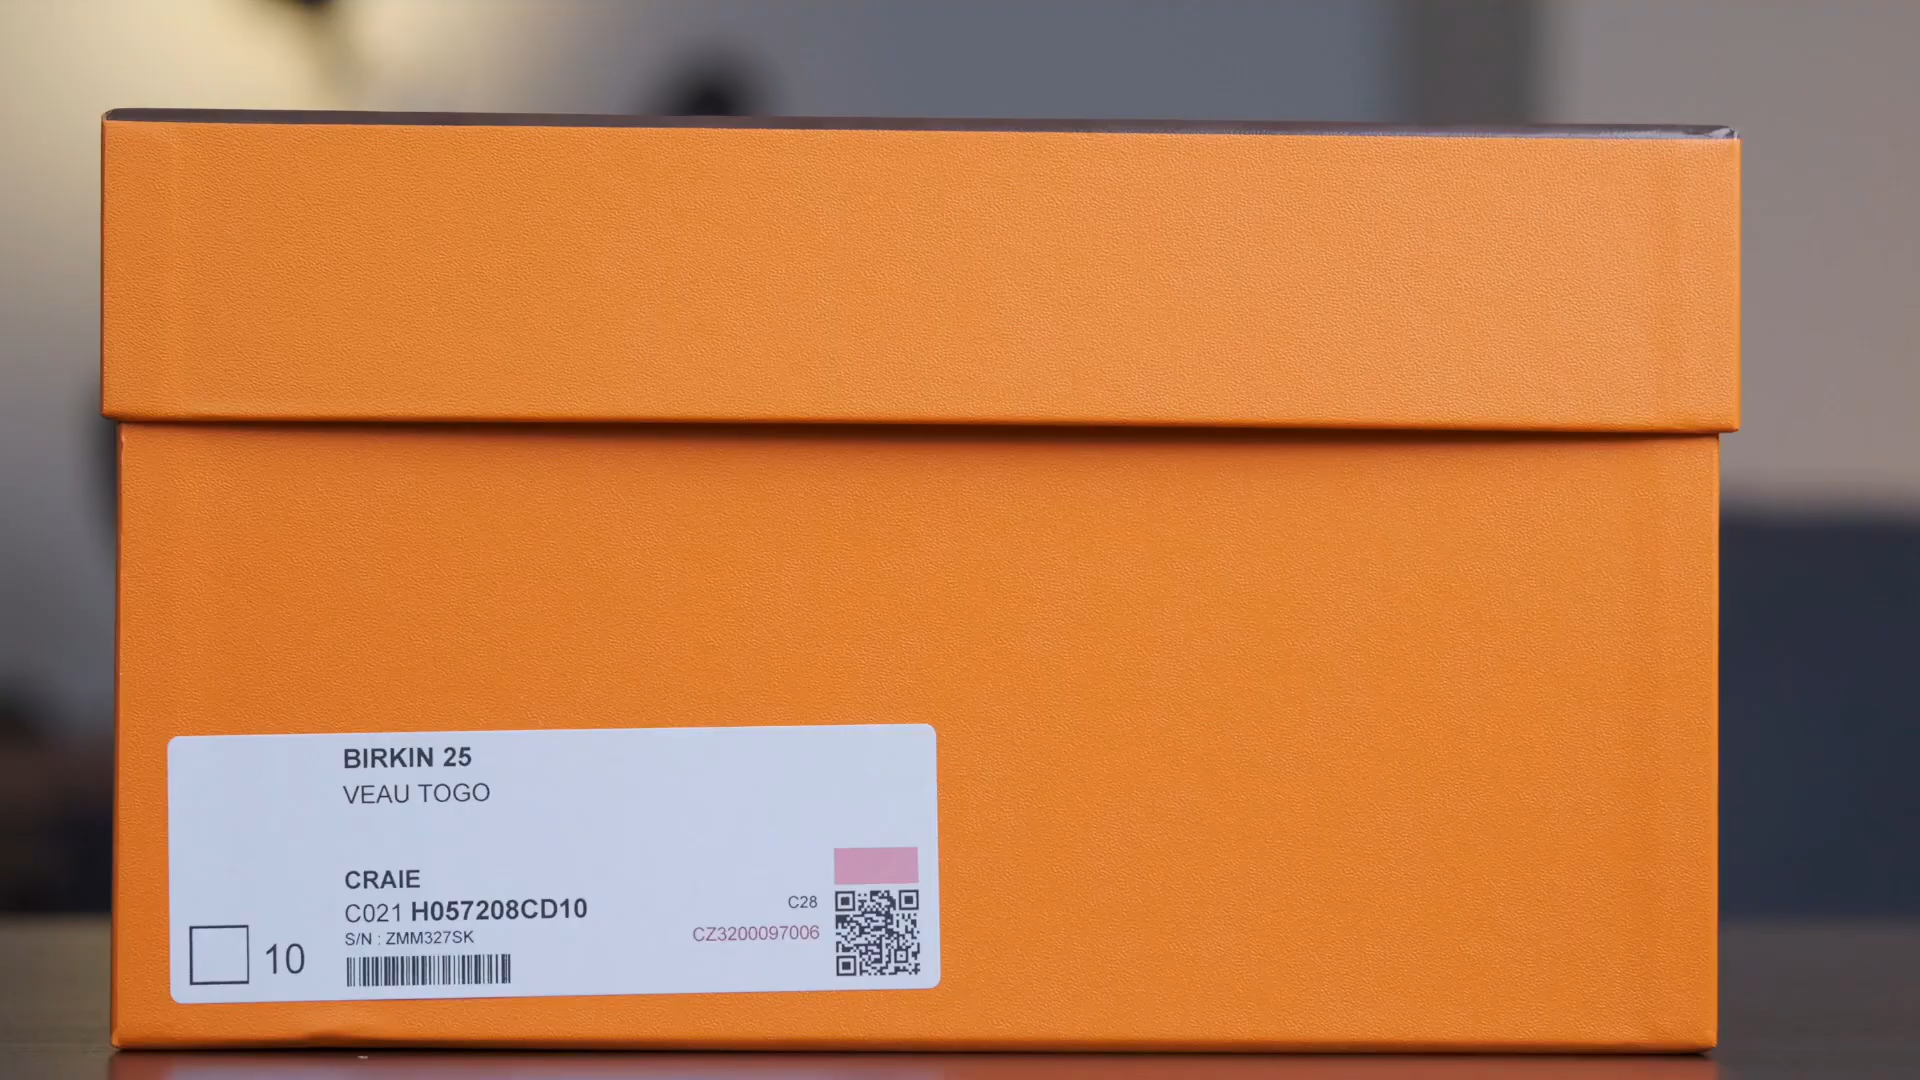 BIRKIN 25
VEAU TOGO
CRAIE
C021 H057208CD10
S/N : ZMM327SK
10
C28
CZ3200097006